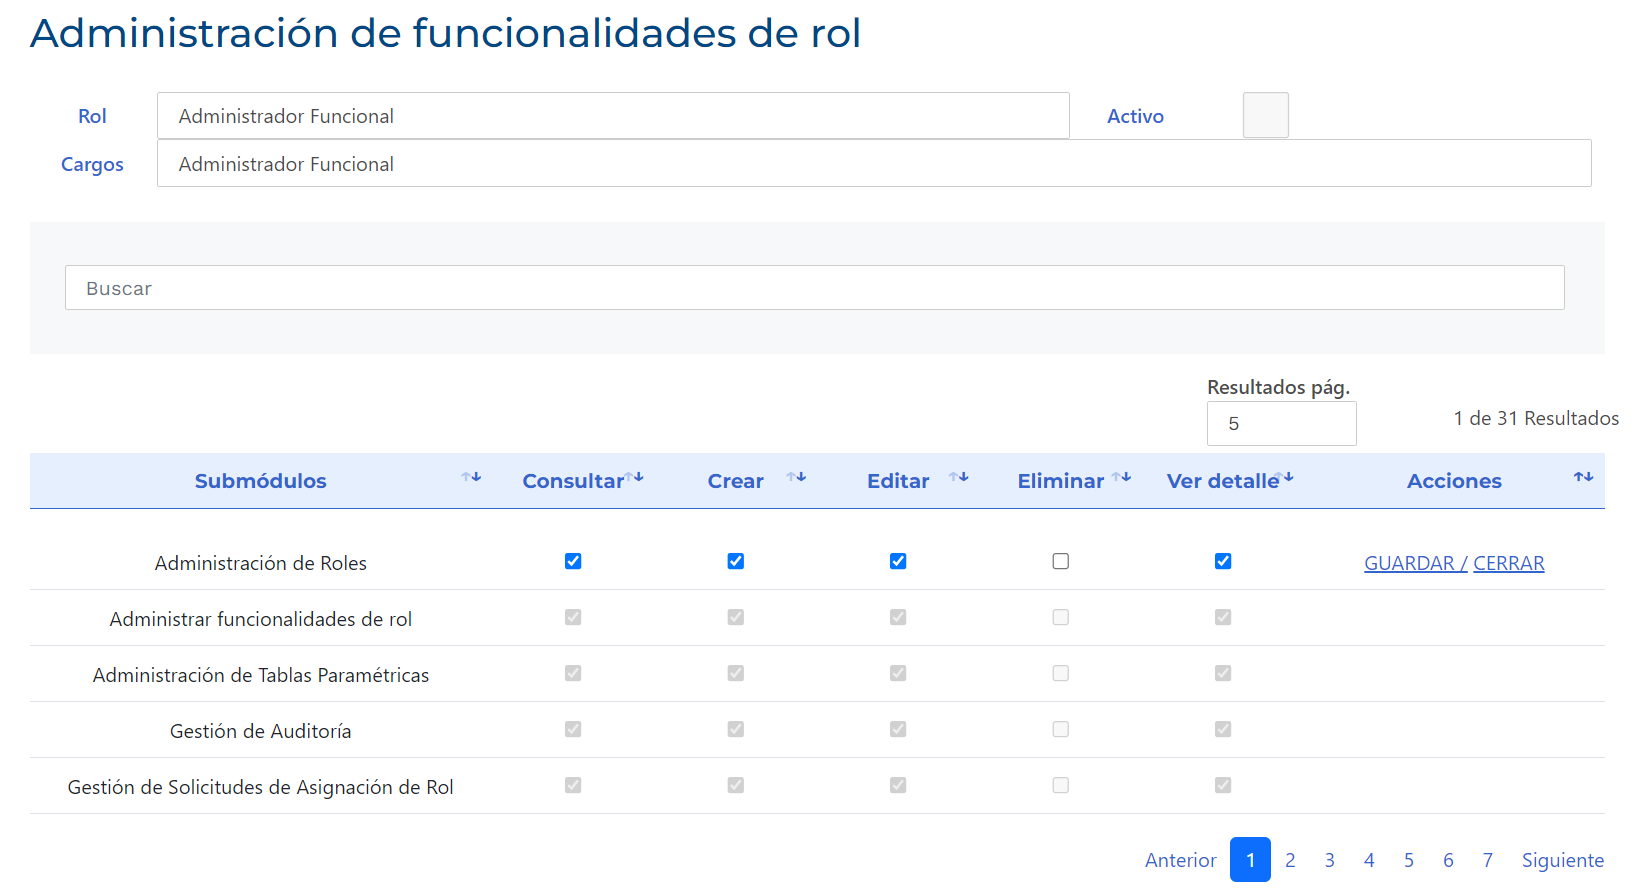 Administración de funcionalidades de rol
Rol Administrador Funcional Activo
Cargos Administrador Funcional
Buscar
Resultados pág.
5 1 de 31 Resultados
Submódulos Consultar Crear Editar Eliminar Ver detalle Acciones
Administración de Roles GUARDAR / CERRAR
Administrar funcionalidades de rol
Administración de Tablas Paramétricas
Gestión de Auditoría
Gestión de Solicitudes de Asignación de Rol
Anterior 1 2 3 4 5 6 7 Siguiente